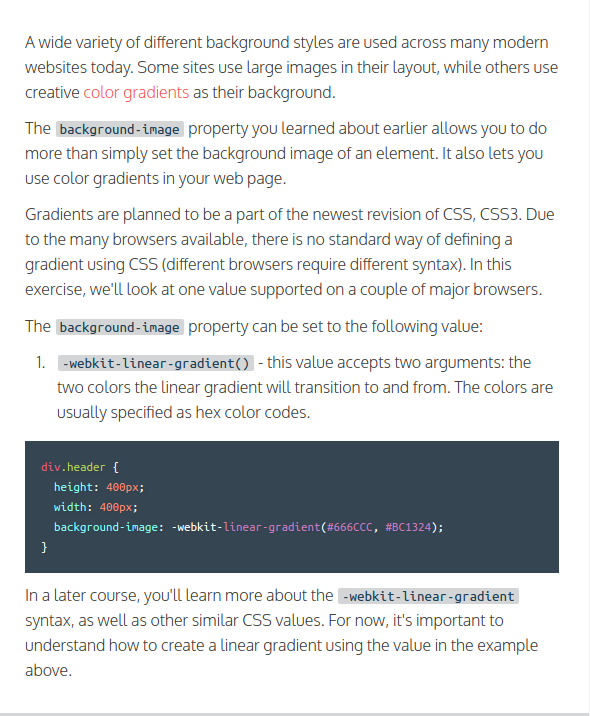 A wide variety of different background styles are used across many modern
websites today. Some sites use large images in their layout, while others use
creative color gradients as their background.
The background-image property you learned about earlier allows you to do
more than simply set the background image of an element. It also lets you
use color gradients in your web page.
Gradients are planned to be a part of the newest revision of CSS, CSS3. Due
to the many browsers available, there is no standard way of defining a
gradient using CSS (different browsers require different syntax). In this
exercise, we'll look at one value supported on a couple of major browsers.
The background-image property can be set to the following value:
1. -webkit-linear-gradient() - this value accepts two arguments: the
two colors the linear gradient will transition to and from. The colors are
usually specified as hex color codes.
div.header {
  height: 400px;
  width: 400px;
  background-image: -webkit-linear-gradient(#666CCC, #BC1324);
}
In a later course, you'll learn more about the -webkit-linear-gradient
syntax, as well as other similar CSS values. For now, it's important to
understand how to create a linear gradient using the value in the example
above.